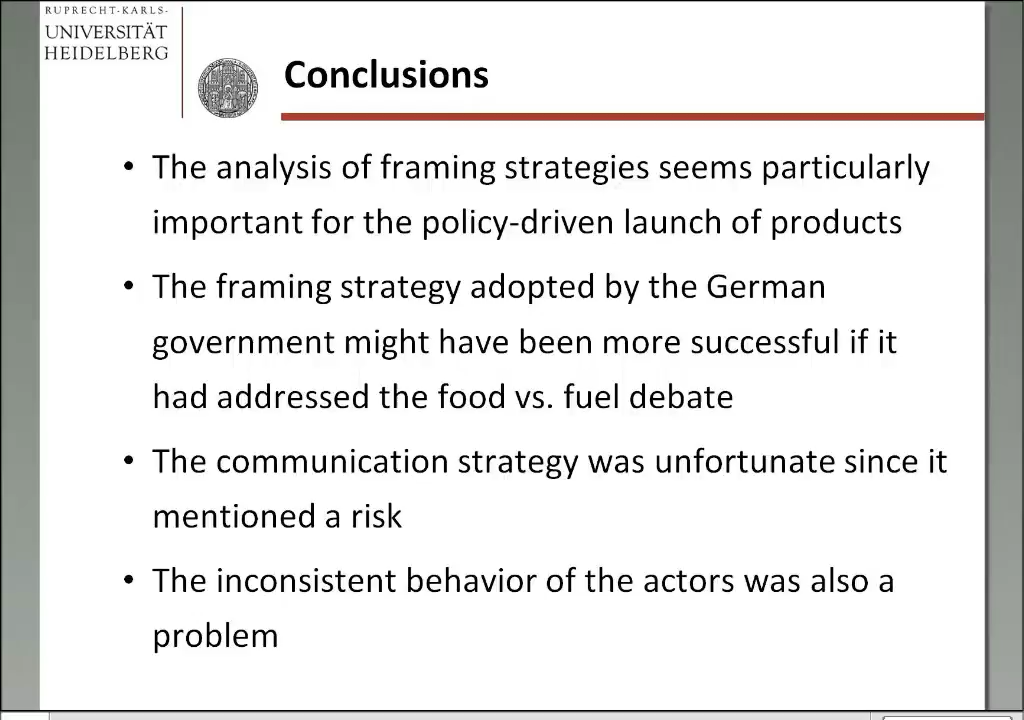 RUPRECHT-KARLS-
UNIVERSITÄT
HEIDELBERG
Conclusions
• The analysis of framing strategies seems particularly
important for the policy-driven launch of products
• The framing strategy adopted by the German
government might have been more successful if it
had addressed the food vs. fuel debate
• The communication strategy was unfortunate since it
mentioned a risk
• The inconsistent behavior of the actors was also a
problem